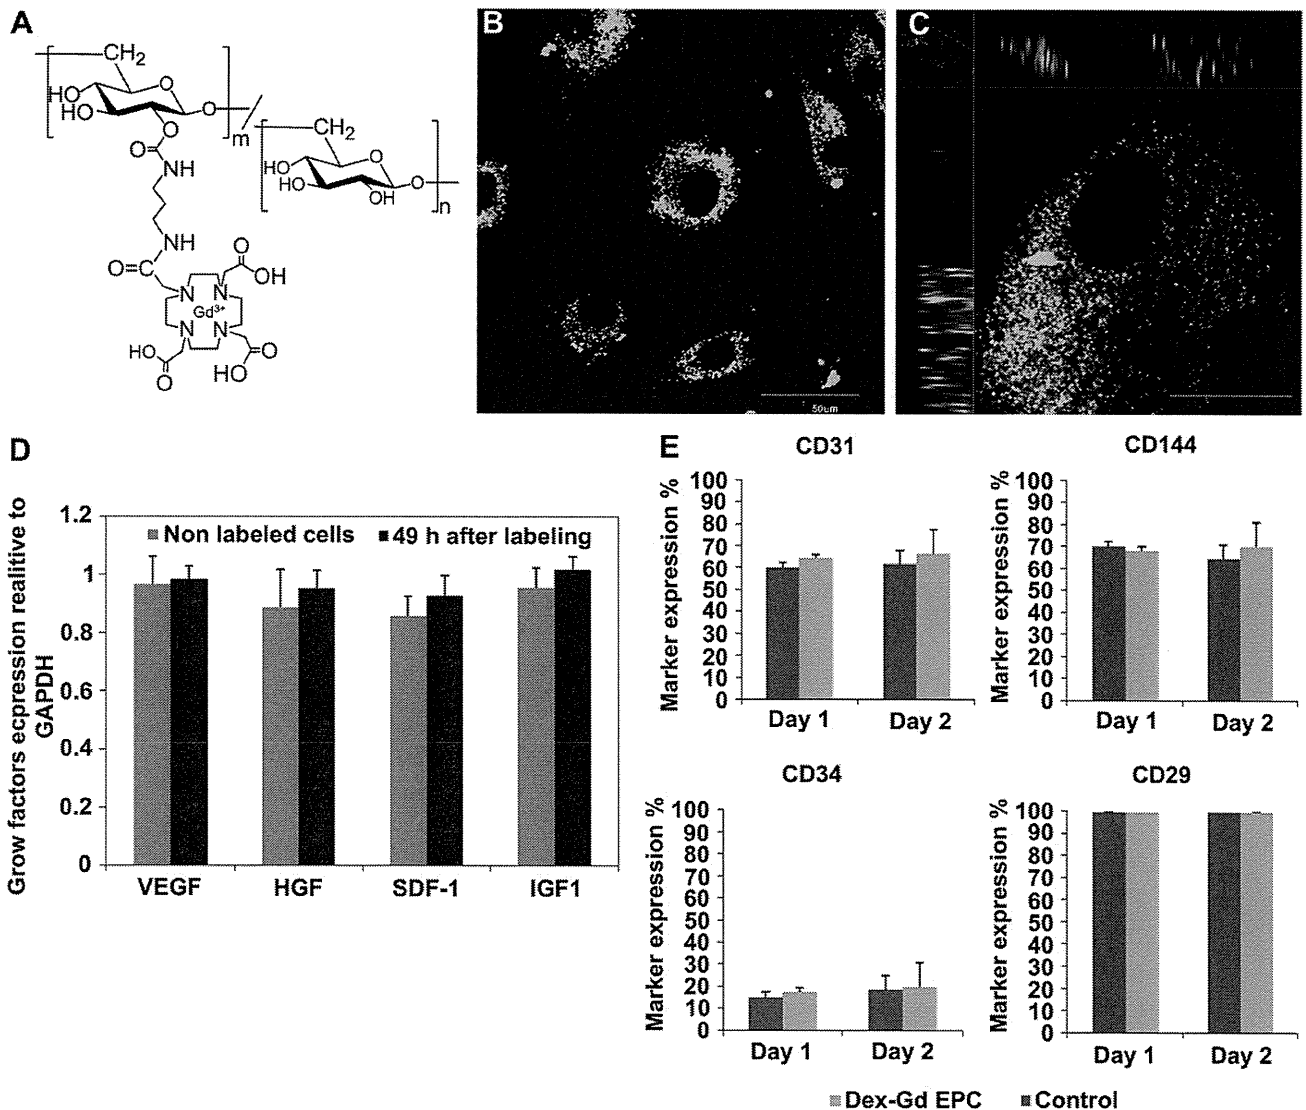 A
CH2
O
HO
HO
O
O
m
CH2
O
HO
HO
OH
O
n
O
NH
NH
O=C
O
OH
N
N
Gd3+
N
N
HO
O
O
HO
B
50um
C
D
Grow factors ecpression realitive to
GAPDH
1.2
1
0.8
0.6
0.4
0.2
0
Non labeled cells
49 h after labeling
VEGF HGF SDF-1 IGF1
E
CD31
Marker expression %
100
90
80
70
60
50
40
30
20
10
0
Day 1 Day 2
CD144
Marker expression %
100
90
80
70
60
50
40
30
20
10
0
Day 1 Day 2
CD34
Marker expression %
100
90
80
70
60
50
40
30
20
10
0
Day 1 Day 2
CD29
Marker expression %
100
90
80
70
60
50
40
30
20
10
0
Day 1 Day 2
Dex-Gd EPC Control